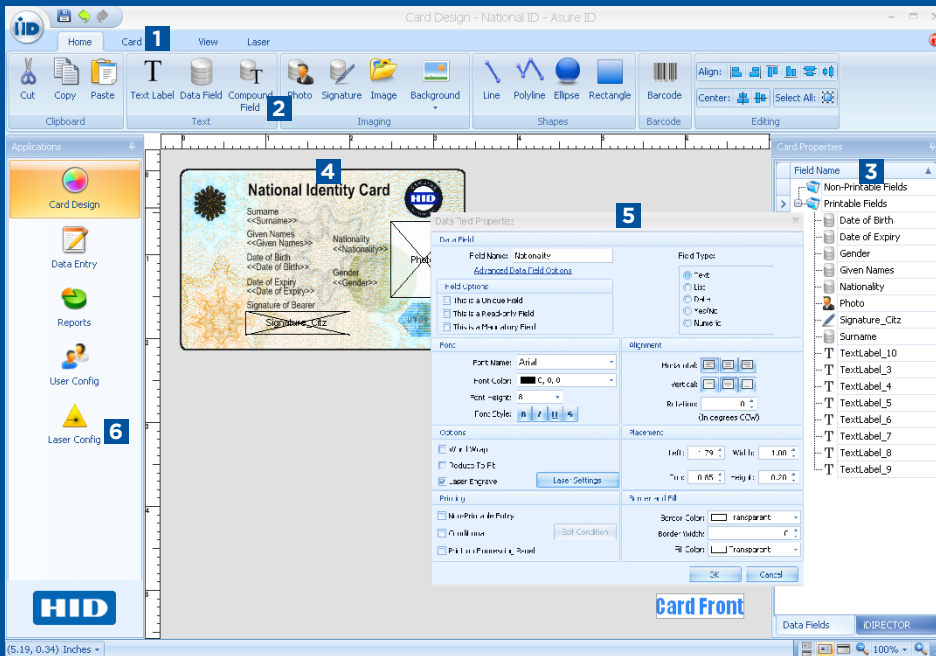 iID
Card Design - National ID - Asure ID
Home Card 1 View Laser
Cut Copy Paste Text Label Data Field Compound Field Photo Signature Image Background Line Polyline Ellipse Rectangle Barcode
Align:
Center: Select All:
2
Clipboard Text Imaging Shapes Barcode Editing
Applications
Card Design
Data Entry
Reports
User Config
Laser Config 6
HID
4
National Identity Card
HID
Surname
<<Surname>>
Given Names
<<Given Names>>
Nationality
<<Nationality>>
Date of Birth
<<Date of Birth>>
Gender
<<Gender>>
Date of Expiry
<<Date of Expiry>>
Signature of Bearer
Signature_Citz
Data Field Properties 5
Data Field
Field Name: Nationality
Advanced Data Field Options
Field Options
This is a Unique Field
This is a Read-only Field
This is a Mandatory Field
Field Type:
Text
List
Date
Yes/No
Numeric
Font
Font Name: Arial
Font Color: 0, 0, 0
Font Height: 8
Font Style: B I U S
Alignment
Horizontal:
Vertical:
Rotation: 0
(In degrees CCW)
Options
Word Wrap
Reduce To Fit
Laser Engrave Laser Settings
Placement
Left: 1.79 Width: 1.00
Top: 0.85 Height: 0.20
Printing
Non-Printable Entry
Conditional Edit Condition
Border and Fill
Border Color: Transparent
Border Width: 0
Fill Color: Transparent
OK Cancel
Card Front
Card Properties
Field Name 3
Non-Printable Fields
Printable Fields
Date of Birth
Date of Expiry
Gender
Given Names
Nationality
Photo
Signature_Citz
Surname
TextLabel_10
TextLabel_3
TextLabel_4
TextLabel_5
TextLabel_6
TextLabel_7
TextLabel_8
TextLabel_9
Data Fields iDIRECTOR
(5.19, 0.34) Inches
100%